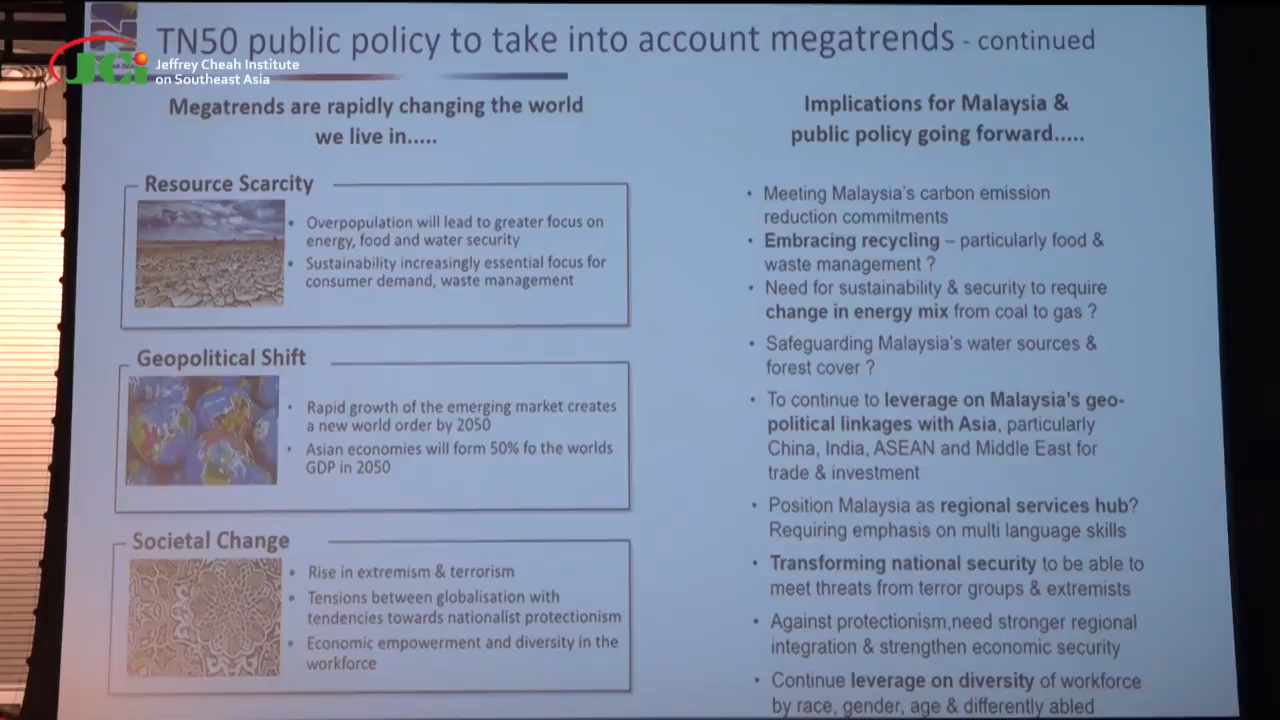 TN50 public policy to take into account megatrends - continued
JCi
Jeffrey Cheah Institute
on Southeast Asia
Megatrends are rapidly changing the world
we live in.....
Resource Scarcity
• Overpopulation will lead to greater focus on
energy, food and water security
• Sustainability increasingly essential focus for
consumer demand, waste management
Geopolitical Shift
• Rapid growth of the emerging market creates
a new world order by 2050
• Asian economies will form 50% fo the worlds
GDP in 2050
Societal Change
• Rise in extremism & terrorism
• Tensions between globalisation with
tendencies towards nationalist protectionism
• Economic empowerment and diversity in the
workforce
Implications for Malaysia &
public policy going forward.....
• Meeting Malaysia's carbon emission
reduction commitments
• Embracing recycling – particularly food &
waste management ?
• Need for sustainability & security to require
change in energy mix from coal to gas ?
• Safeguarding Malaysia's water sources &
forest cover ?
• To continue to leverage on Malaysia's geo-
political linkages with Asia, particularly
China, India, ASEAN and Middle East for
trade & investment
• Position Malaysia as regional services hub?
Requiring emphasis on multi language skills
• Transforming national security to be able to
meet threats from terror groups & extremists
• Against protectionism,need stronger regional
integration & strengthen economic security
• Continue leverage on diversity of workforce
by race, gender, age & differently abled